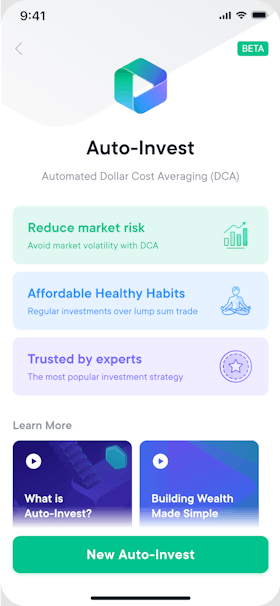 9:41
BETA
Auto-Invest
Automated Dollar Cost Averaging (DCA)
Reduce market risk
Avoid market volatility with DCA
Affordable Healthy Habits
Regular investments over lump sum trade
Trusted by experts
The most popular investment strategy
Learn More
What is
Auto-Invest?
Building Wealth
Made Simple
New Auto-Invest